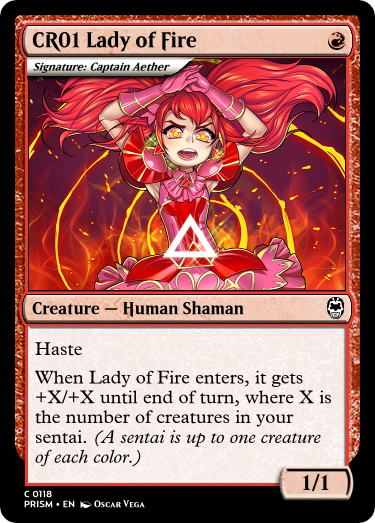 CR01 Lady of Fire
Signature: Captain Aether
Creature — Human Shaman
Haste
When Lady of Fire enters, it gets
+X/+X until end of turn, where X is
the number of creatures in your
sentai. (A sentai is up to one creature
of each color.)
1/1
C 0118
PRISM • EN Oscar Vega